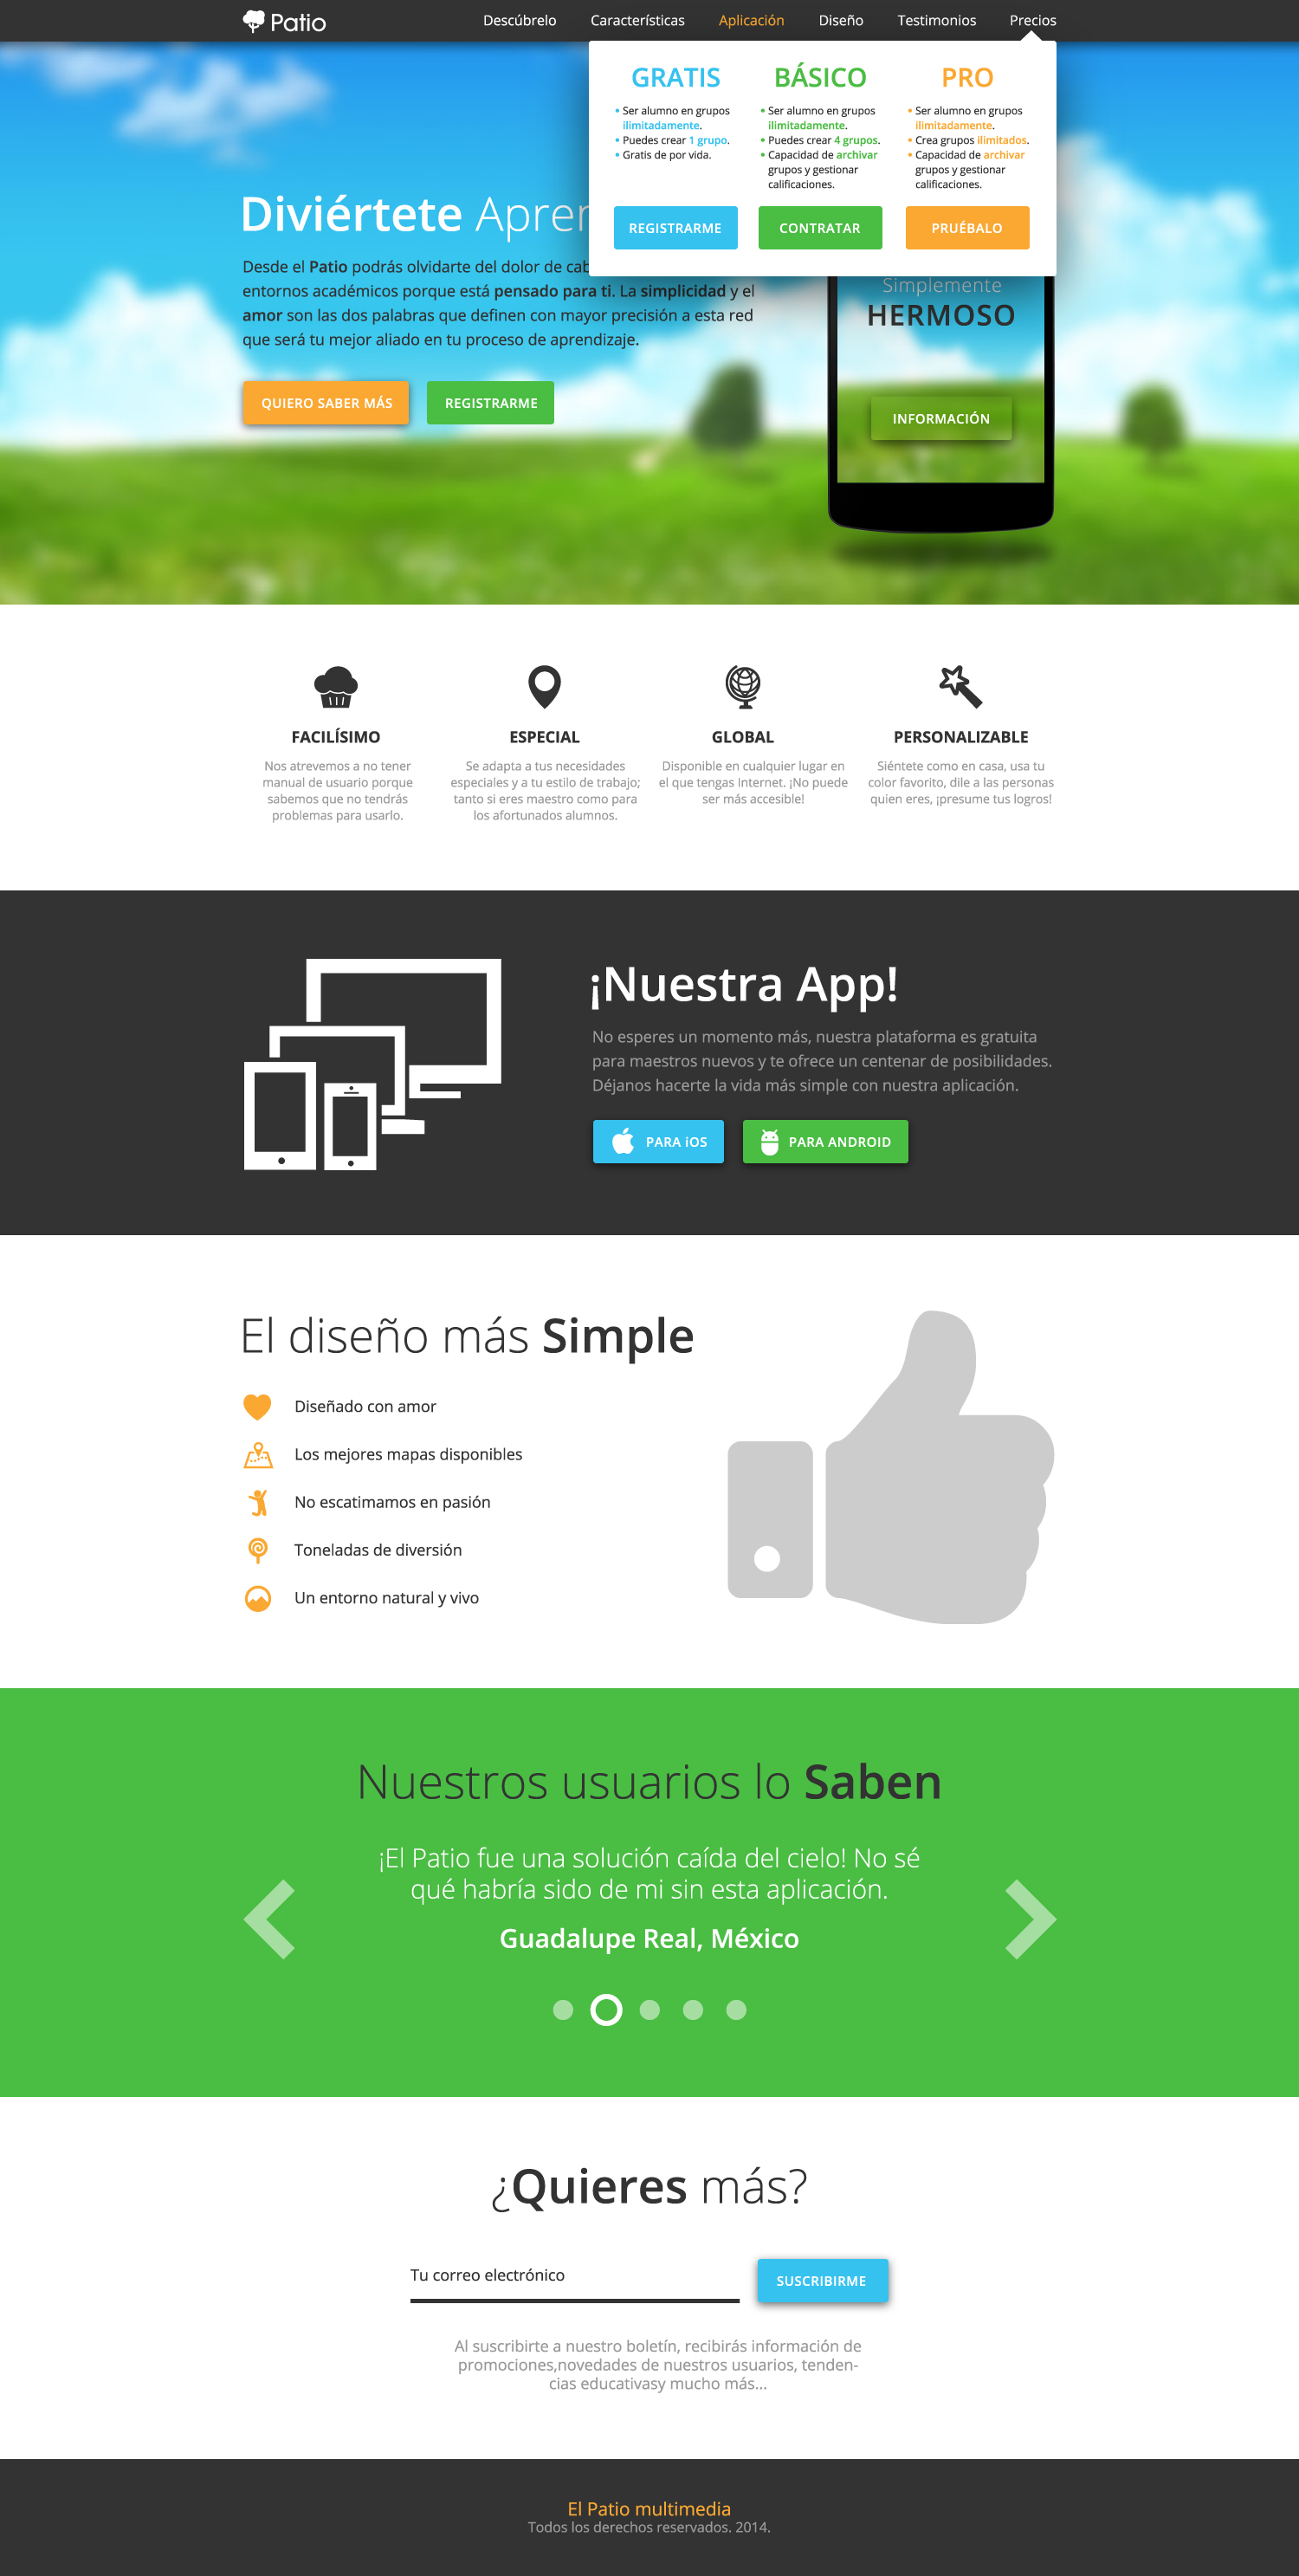 Patio
Descúbrelo Características Aplicación Diseño Testimonios Precios
GRATIS
• Ser alumno en grupos
ilimitadamente.
• Puedes crear 1 grupo.
• Gratis de por vida.
REGISTRARME
BÁSICO
• Ser alumno en grupos
ilimitadamente.
• Puedes crear 4 grupos.
• Capacidad de archivar
grupos y gestionar
calificaciones.
CONTRATAR
PRO
• Ser alumno en grupos
ilimitadamente.
• Crea grupos ilimitados.
• Capacidad de archivar
grupos y gestionar
calificaciones.
PRUÉBALO
Diviértete Apre
Desde el Patio podrás olvidarte del dolor de
entornos académicos porque está pensado para ti. La simplicidad y el
amor son las dos palabras que definen con mayor precisión a esta red
que será tu mejor aliado en tu proceso de aprendizaje.
QUIERO SABER MÁS
REGISTRARME
Simplemente
HERMOSO
INFORMACIÓN
FACILÍSIMO
Nos atrevemos a no tener
manual de usuario porque
sabemos que no tendrás
problemas para usarlo.
ESPECIAL
Se adapta a tus necesidades
especiales y a tu estilo de trabajo;
tanto si eres maestro como para
los afortunados alumnos.
GLOBAL
Disponible en cualquier lugar en
el que tengas Internet. ¡No puede
ser más accesible!
PERSONALIZABLE
Siéntete como en casa, usa tu
color favorito, dile a las personas
quien eres, ¡presume tus logros!
¡Nuestra App!
No esperes un momento más, nuestra plataforma es gratuita
para maestros nuevos y te ofrece un centenar de posibilidades.
Déjanos hacerte la vida más simple con nuestra aplicación.
PARA iOS
PARA ANDROID
El diseño más Simple
Diseñado con amor
Los mejores mapas disponibles
No escatimamos en pasión
Toneladas de diversión
Un entorno natural y vivo
Nuestros usuarios lo Saben
¡El Patio fue una solución caída del cielo! No sé
qué habría sido de mi sin esta aplicación.
Guadalupe Real, México
¿Quieres más?
Tu correo electrónico
SUSCRIBIRME
Al suscribirte a nuestro boletín, recibirás información de
promociones,novedades de nuestros usuarios, tenden-
cias educativasy mucho más...
El Patio multimedia
Todos los derechos reservados. 2014.